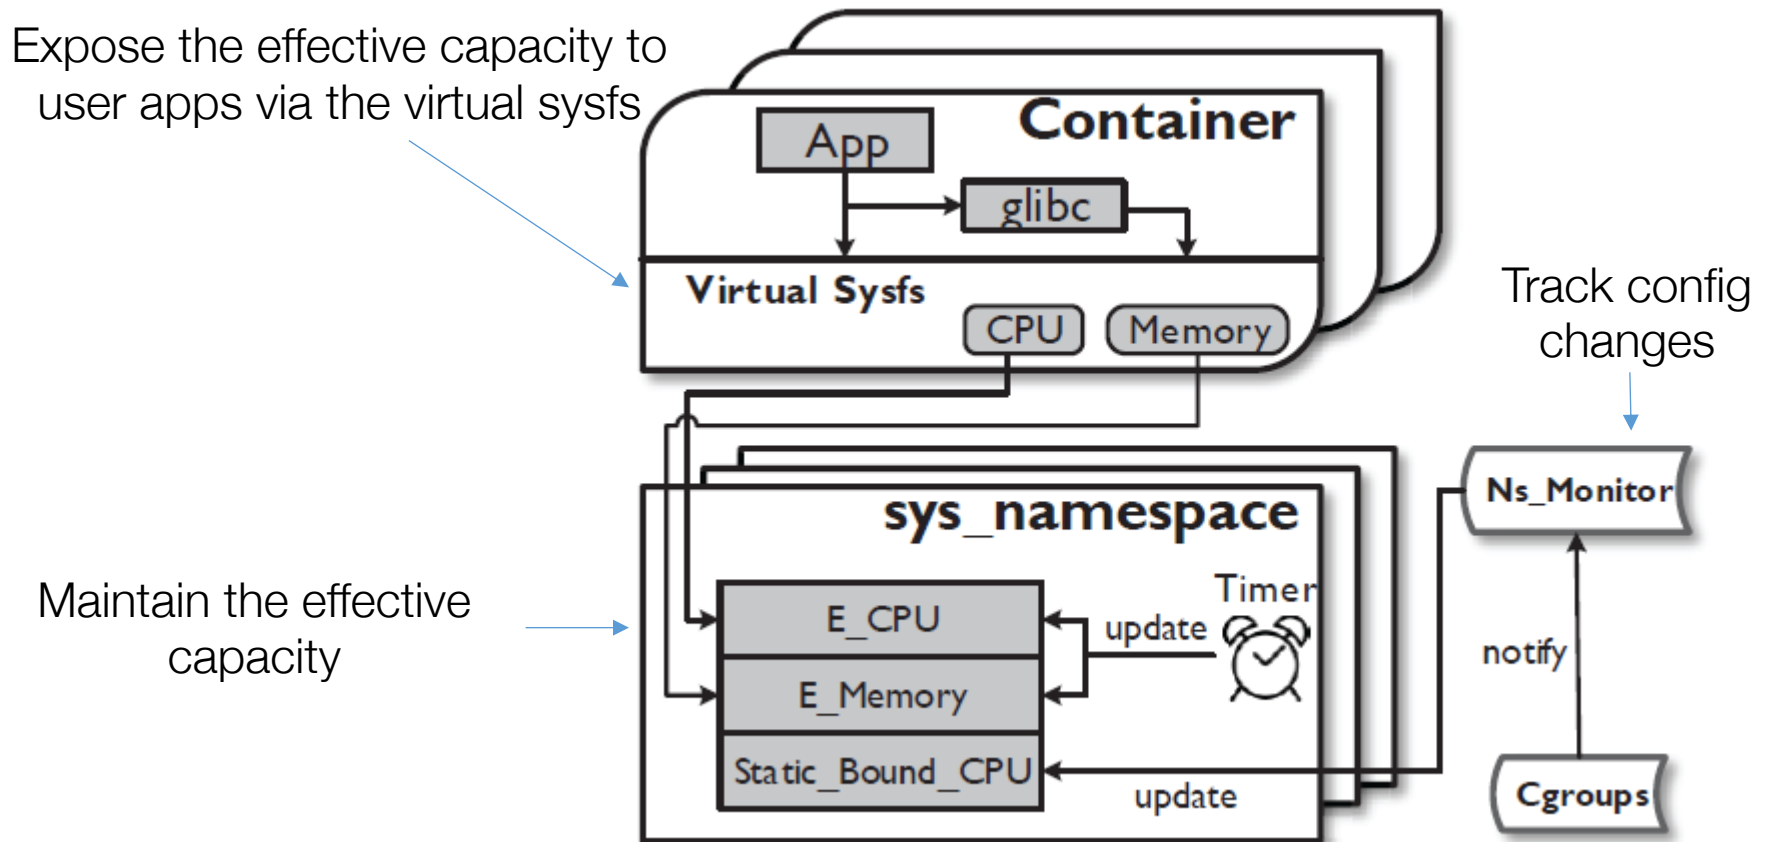 Expose the effective capacity to
user apps via the virtual sysfs
Container
App
glibc
Virtual Sysfs
CPU
Memory
Track config
changes
Ns_Monitor
sys_namespace
Maintain the effective
capacity
E_CPU
E_Memory
Static_Bound_CPU
Timer
update
update
notify
Cgroups